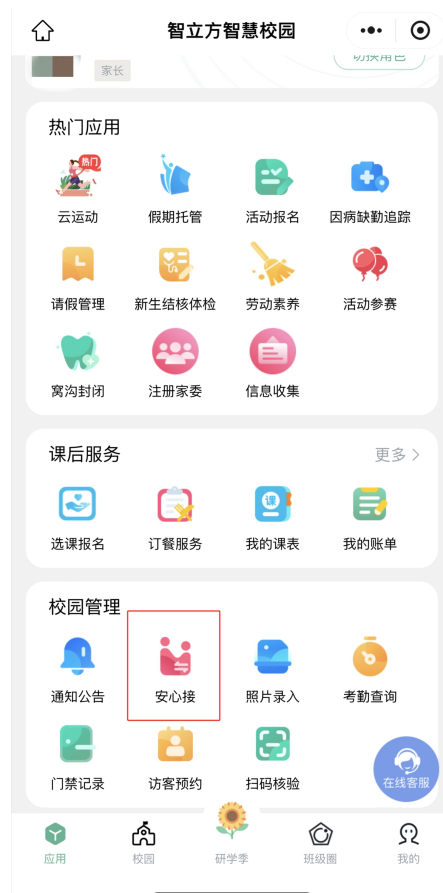 智立方智慧校园
家长
切换角色
热门应用
热门
云运动
假期托管
活动报名
因病缺勤追踪
请假管理
新生结核体检
劳动素养
活动参赛
窝沟封闭
注册家委
信息收集
课后服务
更多
课
选课报名
订餐服务
我的课表
我的账单
校园管理
通知公告
安心接
照片录入
考勤查询
门禁记录
访客预约
扫码核验
在线客服
应用
校园
研学季
班级圈
我的